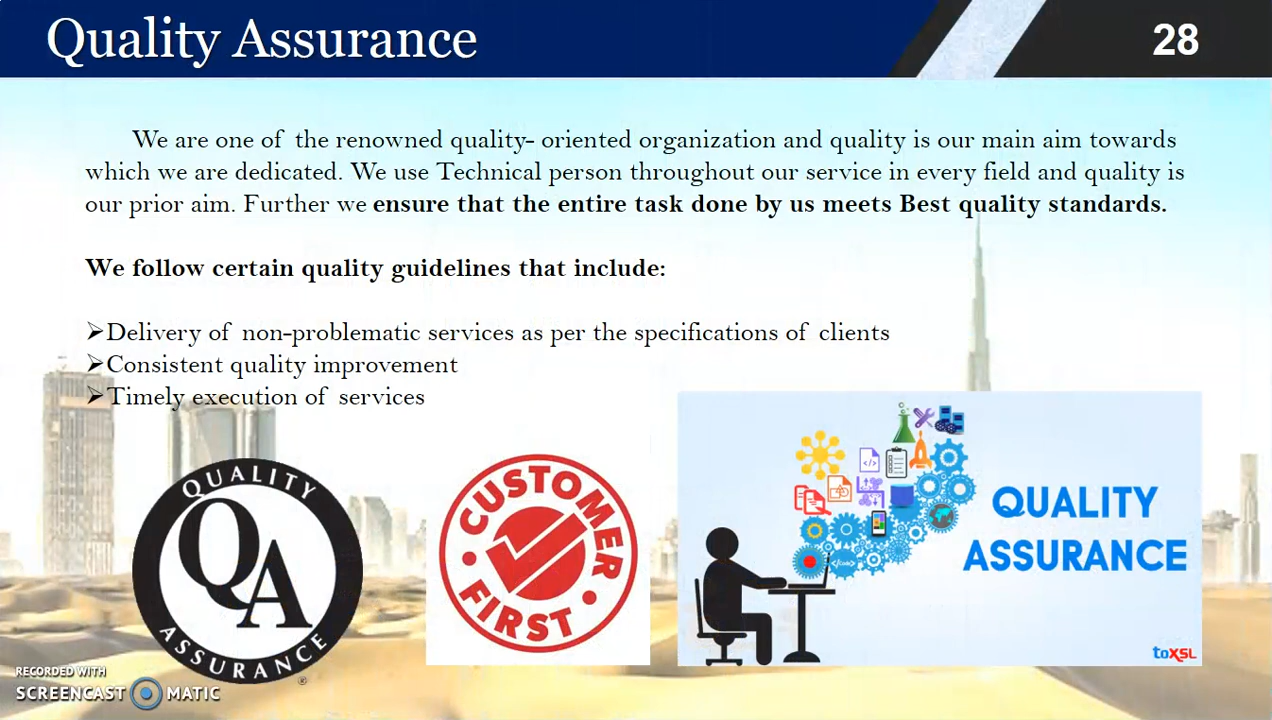 Quality Assurance
28
We are one of the renowned quality- oriented organization and quality is our main aim towards
which we are dedicated. We use Technical person throughout our service in every field and quality is
our prior aim. Further we ensure that the entire task done by us meets Best quality standards.
We follow certain quality guidelines that include:
➤Delivery of non-problematic services as per the specifications of clients
➤Consistent quality improvement
➤Timely execution of services
QUALITY
QA
ASSURANCE
®
CUSTOMER
FIRST
</>
</code>
QUALITY
ASSURANCE
toXSL
RECORDED WITH
SCREENCAST MATIC